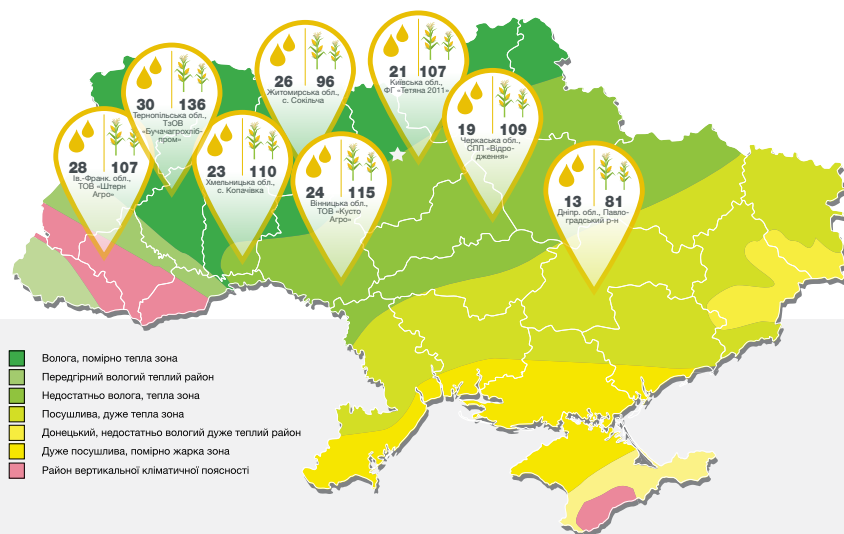 26 96
Житомирська обл.,
с. Сокільча
21 107
Київська обл.,
ФГ «Тетяна 2011»
30 136
Тернопільська обл.,
ТзОВ
«Бучачагрохліб-
пром»
19 109
Черкаська обл.,
СПП «Відро-
дження»
28 107
Ів.-Франк. обл.,
ТОВ «Штерн
Агро»
23 110
Хмельницька обл.,
с. Копачівка
24 115
Вінницька обл.,
ТОВ «Кусто
Агро»
13 81
Дніпр. обл., Павло-
градський р-н
Волога, помірно тепла зона
Передгірний вологий теплий район
Недостатньо волога, тепла зона
Посушлива, дуже тепла зона
Донецький, недостатньо вологий дуже теплий район
Дуже посушлива, помірно жарка зона
Район вертикальної кліматичної поясності